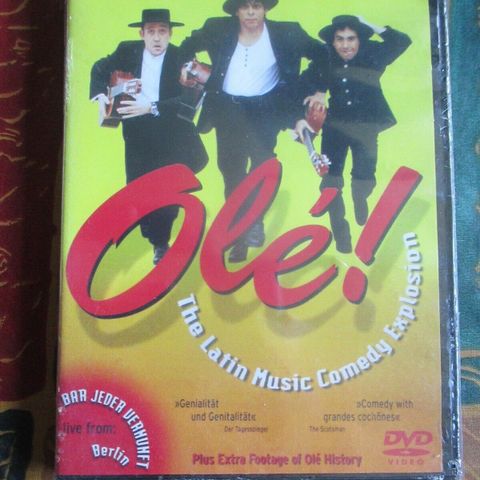 Olé!
The Latin Music Comedy Explosion
BAR JEDER VERNUNFT
live from:
Berlin
»Genialität
und Genitalität«
Der Tagesspiegel
»Comedy with
grandes cochônes«
The Scotsman
DVD
VIDEO
Plus Extra Footage of Olé History